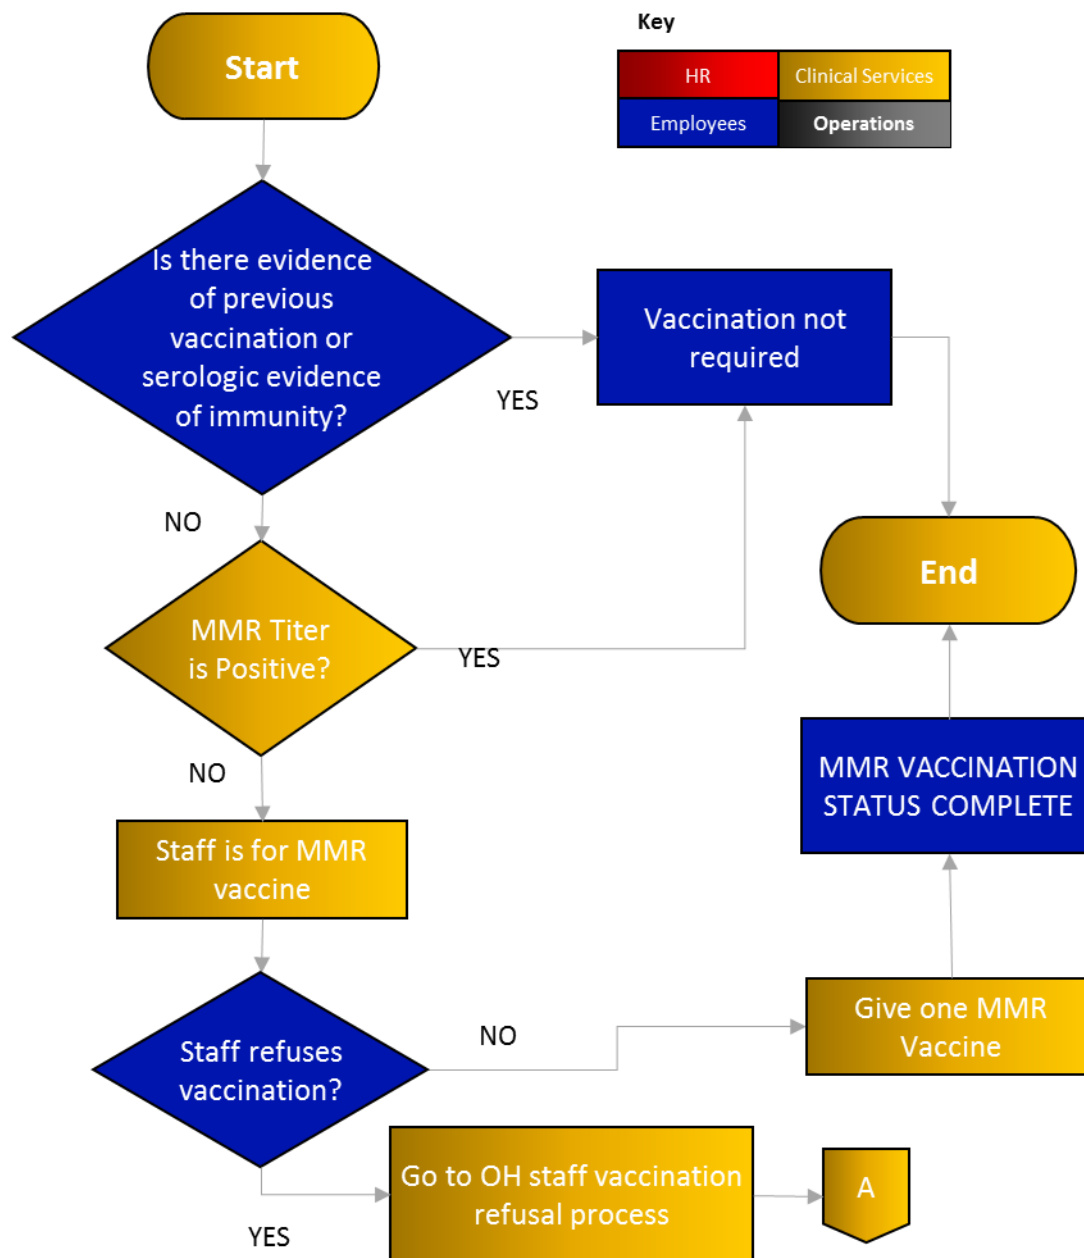 Key
Start
HR
Clinical Services
Employees
Operations
Is there evidence
of previous
vaccination or
serologic evidence
of immunity?
YES
Vaccination not
required
NO
End
MMR Titer
is Positive?
YES
NO
MMR VACCINATION
STATUS COMPLETE
Staff is for MMR
vaccine
Staff refuses
vaccination?
NO
Give one MMR
Vaccine
YES
Go to OH staff vaccination
refusal process
A